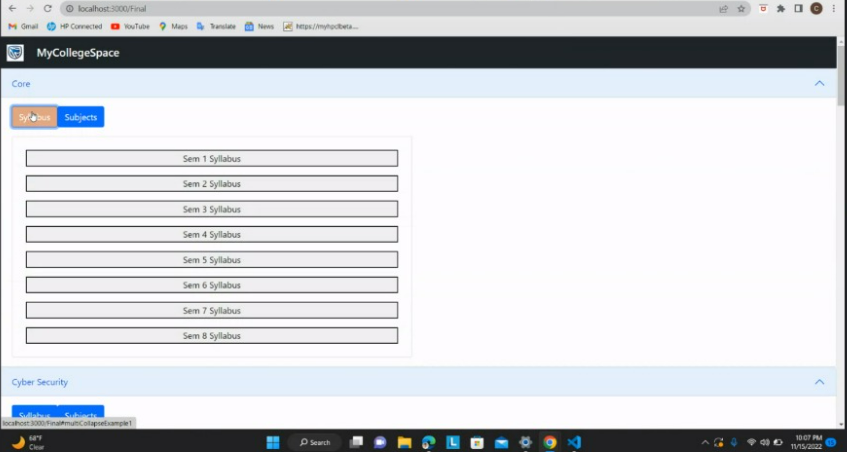 localhost:3000/Final
Gmail HP Connected YouTube Maps Translate News https://myhpclbeta...
MyCollegeSpace
Core
Syllabus Subjects
Sem 1 Syllabus
Sem 2 Syllabus
Sem 3 Syllabus
Sem 4 Syllabus
Sem 5 Syllabus
Sem 6 Syllabus
Sem 7 Syllabus
Sem 8 Syllabus
Cyber Security
Syllabus Subjects
localhost:3000/Final#multiCollapseExample1
68°F
Clear
Search
10:07 PM
11/15/2022